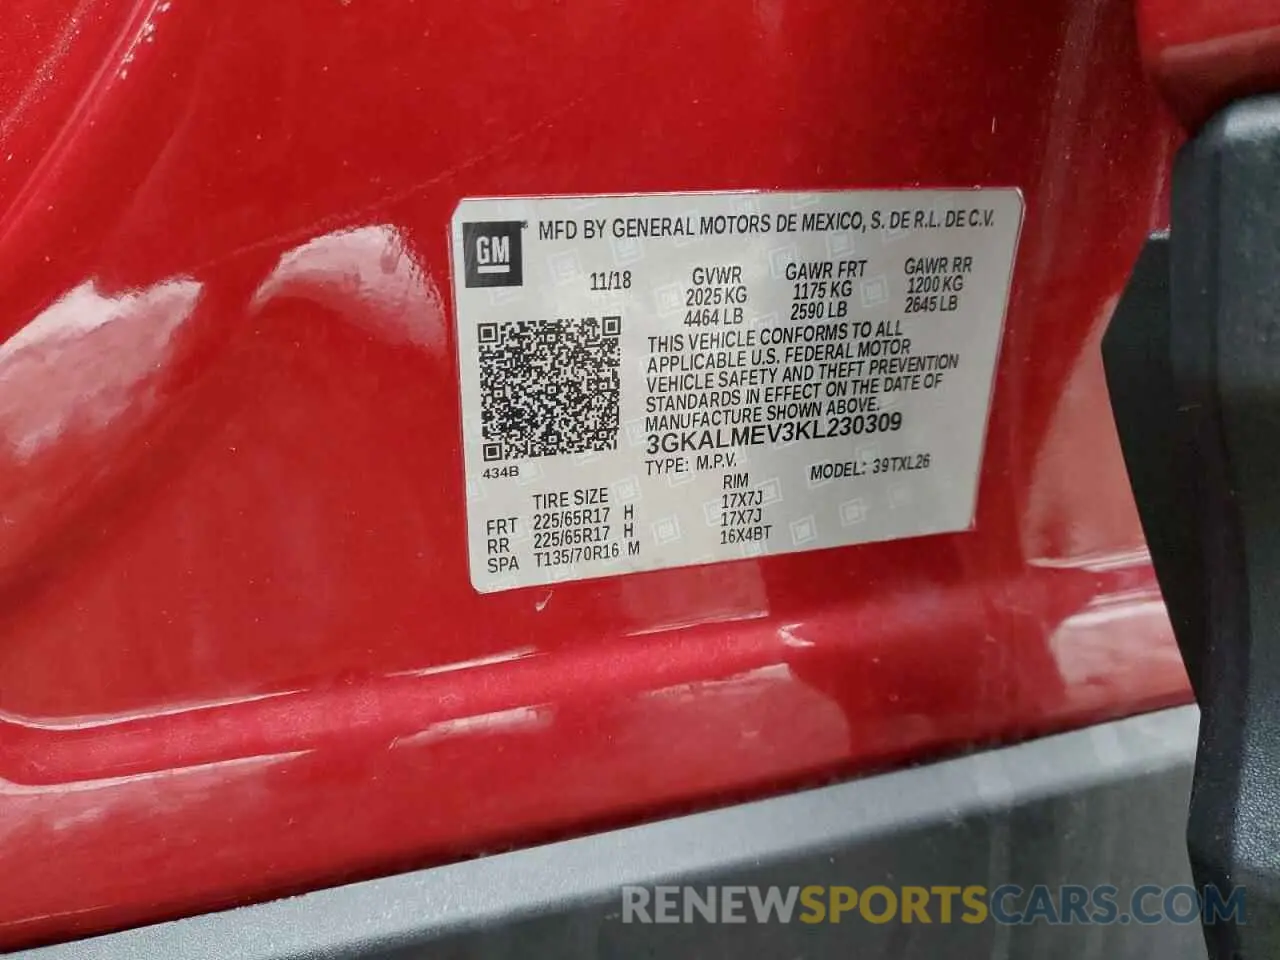 GM
MFD BY GENERAL MOTORS DE MEXICO, S. DE R.L. DE C.V.
11/18
GVWR
2025 KG
4464 LB
GAWR FRT
1175 KG
2590 LB
GAWR RR
1200 KG
2645 LB
THIS VEHICLE CONFORMS TO ALL
APPLICABLE U.S. FEDERAL MOTOR
VEHICLE SAFETY AND THEFT PREVENTION
STANDARDS IN EFFECT ON THE DATE OF
MANUFACTURE SHOWN ABOVE.
3GKALMEV3KL230309
434B
TYPE: M.P.V.
MODEL: 39TXL26
TIRE SIZE RIM
FRT 225/65R17 H 17X7J
RR 225/65R17 H 17X7J
SPA T135/70R16 M 16X4BT
RENEWSPORTSCARS.COM